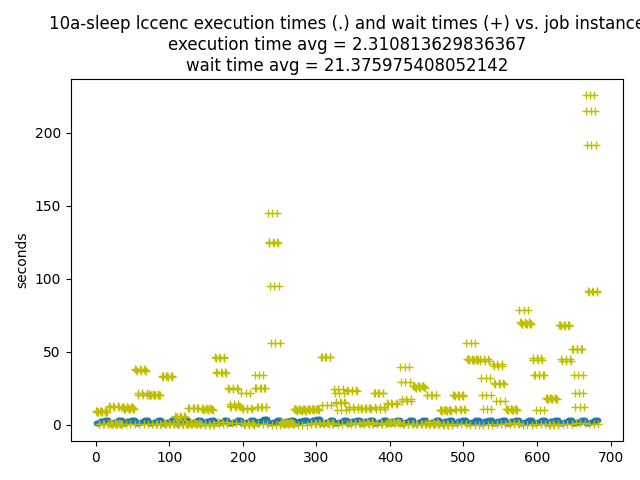 10a-sleep lccenc execution times (.) and wait times (+) vs. job instance
execution time avg = 2.310813629836367
wait time avg = 21.375975408052142
seconds
200
150
100
50
0
0 100 200 300 400 500 600 700